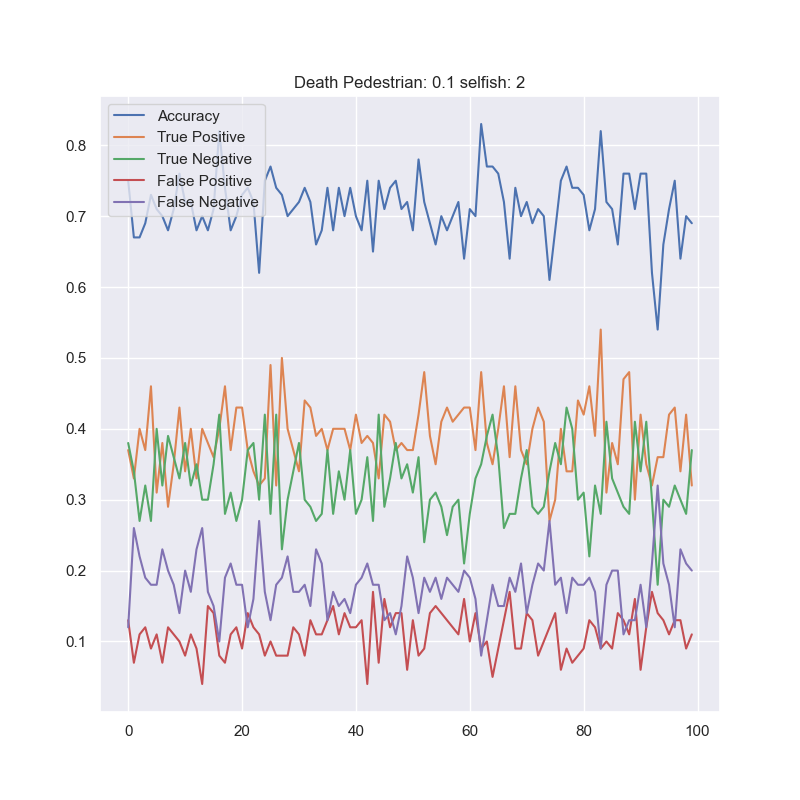 Death Pedestrian: 0.1 selfish: 2
Accuracy
True Positive
True Negative
False Positive
False Negative
0.8
0.7
0.6
0.5
0.4
0.3
0.2
0.1
0 20 40 60 80 100